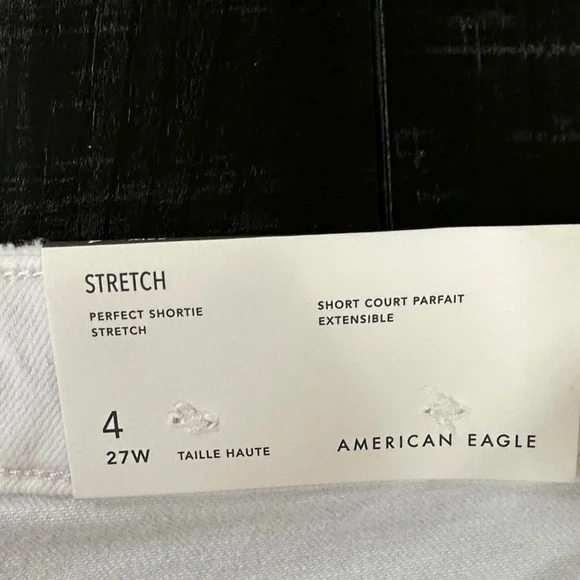 STRETCH
PERFECT SHORTIE
STRETCH
SHORT COURT PARFAIT
EXTENSIBLE
4
27W
TAILLE HAUTE
AMERICAN EAGLE